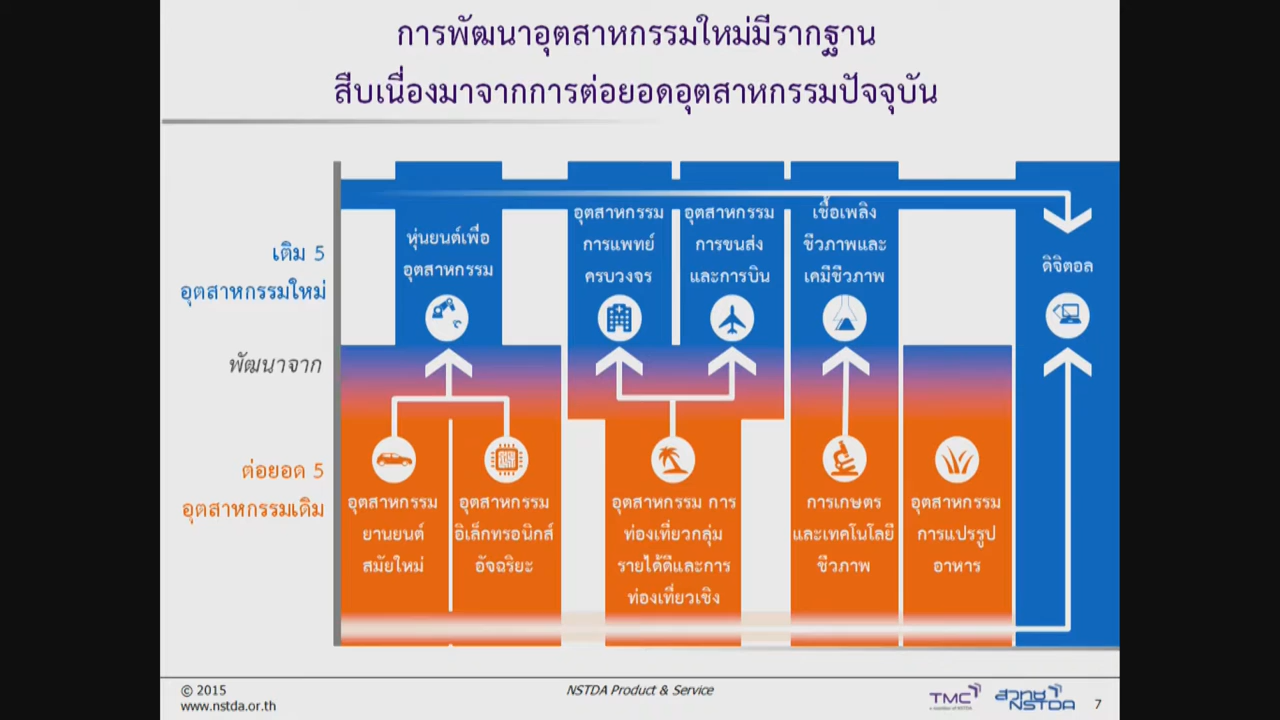 การพัฒนาอุตสาหกรรมใหม่มีรากฐาน
สืบเนื่องมาจากการต่อยอดอุตสาหกรรมปัจจุบัน
เติม 5
อุตสาหกรรมใหม่
หุ่นยนต์เพื่อ
อุตสาหกรรม
อุตสาหกรรม
การแพทย์
ครบวงจร
อุตสาหกรรม
การขนส่ง
และการบิน
เชื้อเพลิง
ชีวภาพและ
เคมีชีวภาพ
ดิจิตอล
พัฒนาจาก
ต่อยอด 5
อุตสาหกรรมเดิม
อุตสาหกรรม
ยานยนต์
สมัยใหม่
อุตสาหกรรม
อิเล็กทรอนิกส์
อัจฉริยะ
อุตสาหกรรม การ
ท่องเที่ยวกลุ่ม
รายได้ดีและการ
ท่องเที่ยวเชิง
การเกษตร
และเทคโนโลยี
ชีวภาพ
อุตสาหกรรม
การแปรรูป
อาหาร
© 2015
www.nstda.or.th
NSTDA Product & Service
TMC
a member of NSTDA
สวทช
NSTDA
7